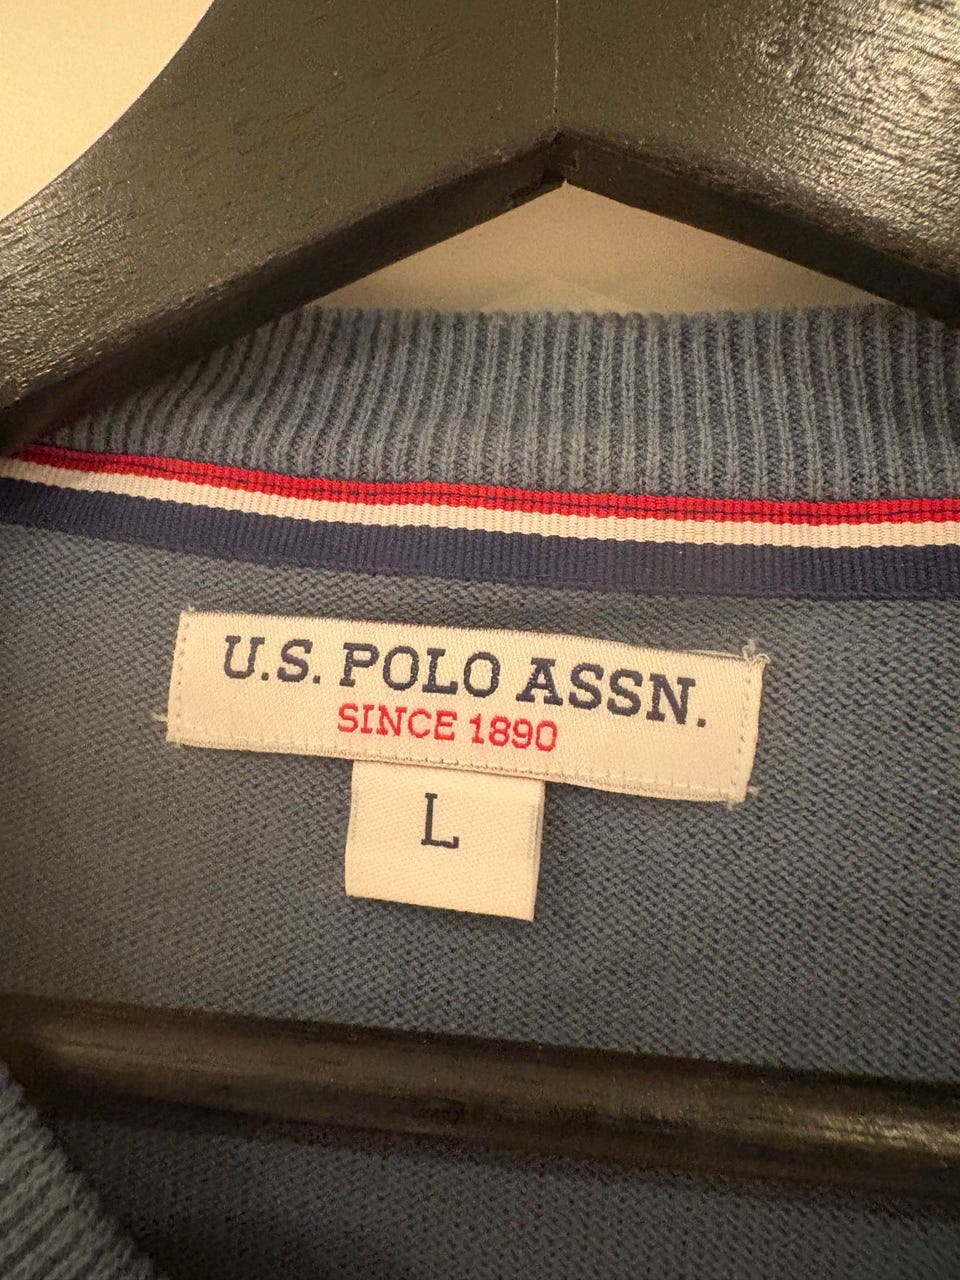 U.S. POLO ASSN.
SINCE 1890
L